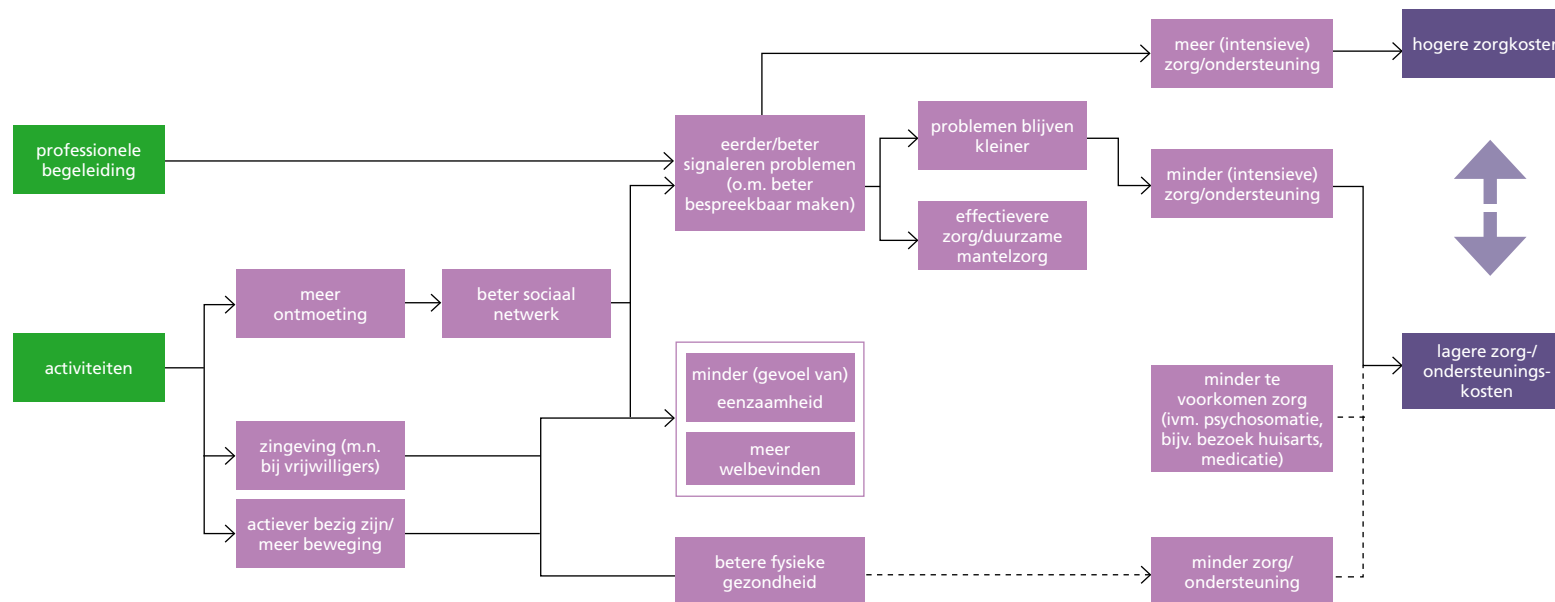 meer (intensieve)
zorg/ondersteuning
hogere zorgkosten
professionele
begeleiding
eerder/beter
signaleren problemen
(o.m. beter
bespreekbaar maken)
problemen blijven
kleiner
minder (intensieve)
zorg/ondersteuning
effectievere
zorg/duurzame
mantelzorg
meer
ontmoeting
beter sociaal
netwerk
activiteiten
minder (gevoel van)
eenzaamheid
meer
welbevinden
minder te
voorkomen zorg
(ivm. psychosomatie,
bijv. bezoek huisarts,
medicatie)
lagere zorg-/
ondersteunings-
kosten
zingeving (m.n.
bij vrijwilligers)
actiever bezig zijn/
meer beweging
betere fysieke
gezondheid
minder zorg/
ondersteuning